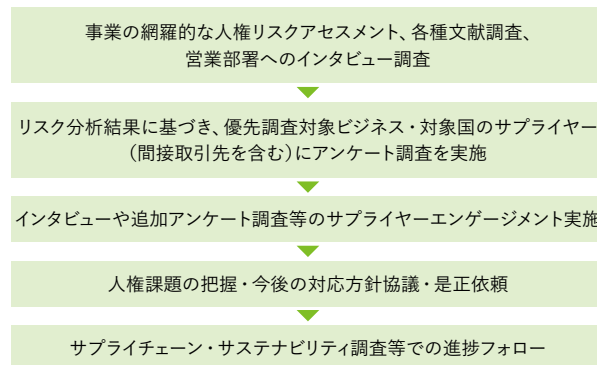 事業の網羅的な人権リスクアセスメント、各種文献調査、
営業部署へのインタビュー調査
リスク分析結果に基づき、優先調査対象ビジネス・対象国のサプライヤー
（間接取引先を含む）にアンケート調査を実施
インタビューや追加アンケート調査等のサプライヤーエンゲージメント実施
人権課題の把握・今後の対応方針協議・是正依頼
サプライチェーン・サステナビリティ調査等での進捗フォロー